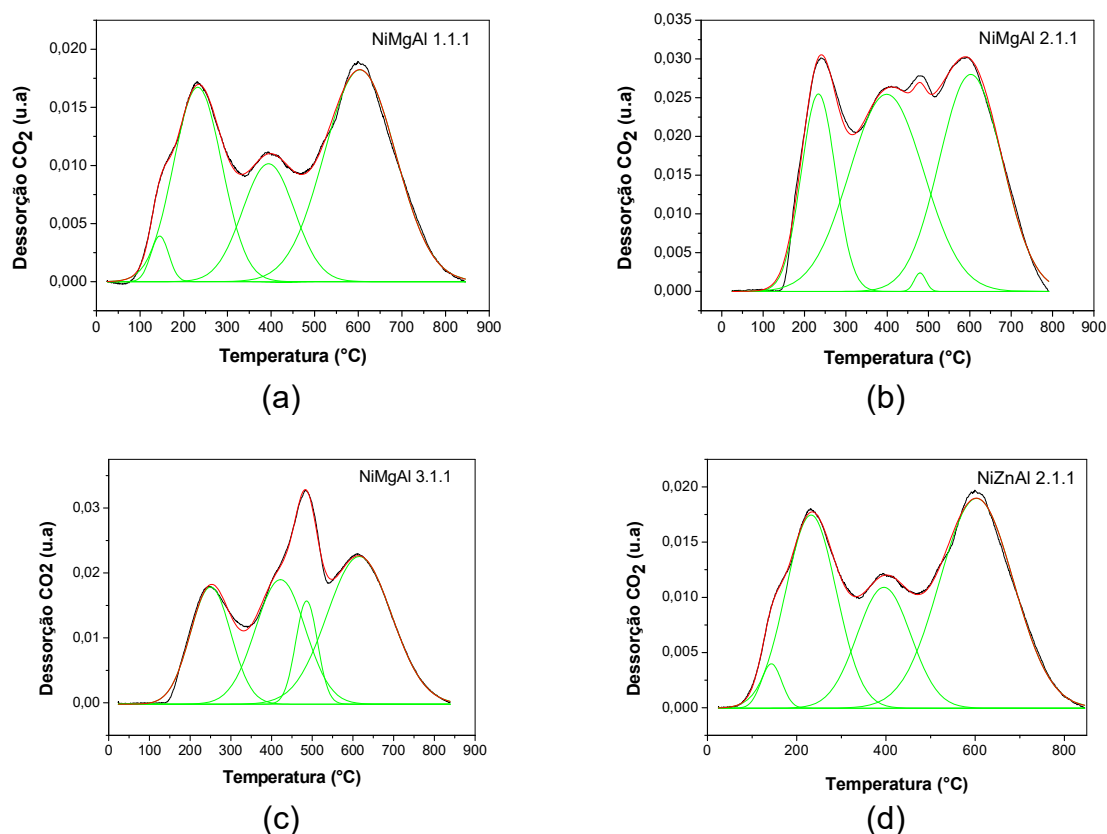 NiMgAl 1.1.1
Dessorção CO2 (u.a)
0,020
0,015
0,010
0,005
0,000
0 100 200 300 400 500 600 700 800 900
Temperatura (°C)
(a)
NiMgAl 2.1.1
Dessorção CO2 (u.a)
0,035
0,030
0,025
0,020
0,015
0,010
0,005
0,000
0 100 200 300 400 500 600 700 800 900
Temperatura (°C)
(b)
NiMgAl 3.1.1
Dessorção CO2 (u.a)
0,03
0,02
0,01
0,00
0 100 200 300 400 500 600 700 800 900
Temperatura (°C)
(c)
NiZnAl 2.1.1
Dessorção CO2 (u.a)
0,020
0,015
0,010
0,005
0,000
0 200 400 600 800
Temperatura (°C)
(d)